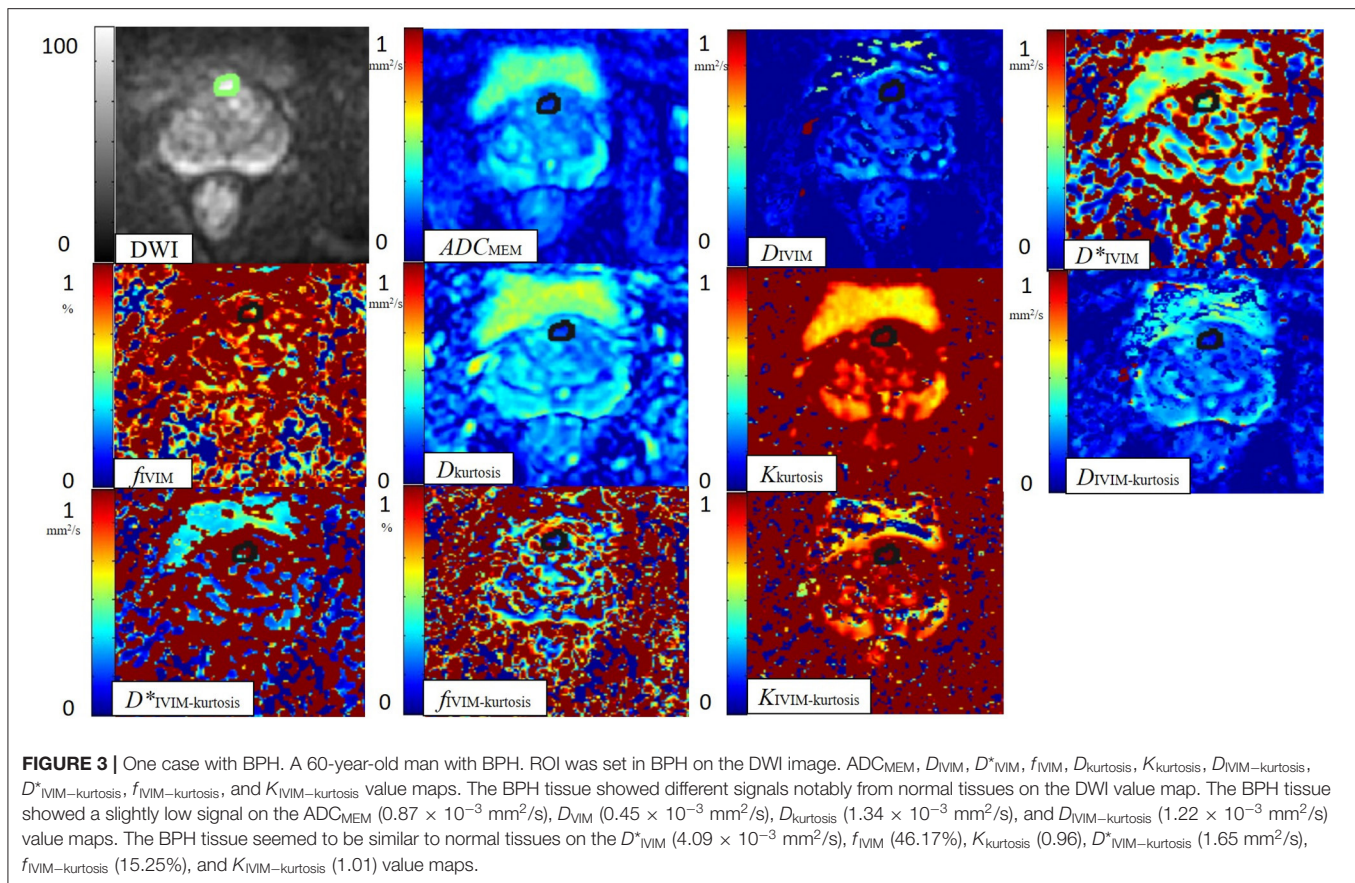 100
0
DWI
1
mm²/s
0
ADCMEM
1
mm²/s
0
DIVIM
1
mm²/s
0
D*IVIM
1
%
0
fIVIM
1
mm²/s
0
Dkurtosis
1
0
Kkurtosis
1
mm²/s
0
DIVIM-kurtosis
1
mm²/s
0
D*IVIM-kurtosis
1
%
0
fIVIM-kurtosis
1
0
KIVIM-kurtosis
FIGURE 3 | One case with BPH. A 60-year-old man with BPH. ROI was set in BPH on the DWI image. ADCMEM, DIVIM, D*IVIM, fIVIM, Dkurtosis, Kkurtosis, DIVIM−kurtosis,
D*IVIM−kurtosis, fIVIM−kurtosis, and KIVIM−kurtosis value maps. The BPH tissue showed different signals notably from normal tissues on the DWI value map. The BPH tissue
showed a slightly low signal on the ADCMEM (0.87 × 10−3 mm2/s), DVIM (0.45 × 10−3 mm2/s), Dkurtosis (1.34 × 10−3 mm2/s), and DIVIM−kurtosis (1.22 × 10−3 mm2/s)
value maps. The BPH tissue seemed to be similar to normal tissues on the D*IVIM (4.09 × 10−3 mm2/s), fIVIM (46.17%), Kkurtosis (0.96), D*IVIM−kurtosis (1.65 mm2/s),
fIVIM−kurtosis (15.25%), and KIVIM−kurtosis (1.01) value maps.